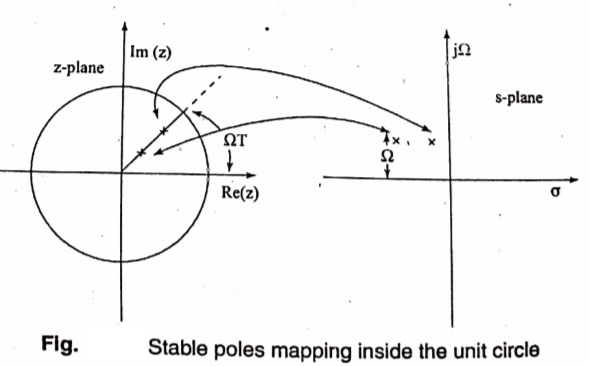 Im (z)
z-plane
jΩ
s-plane
ΩT
Ω
Re(z)
σ
Fig. Stable poles mapping inside the unit circle